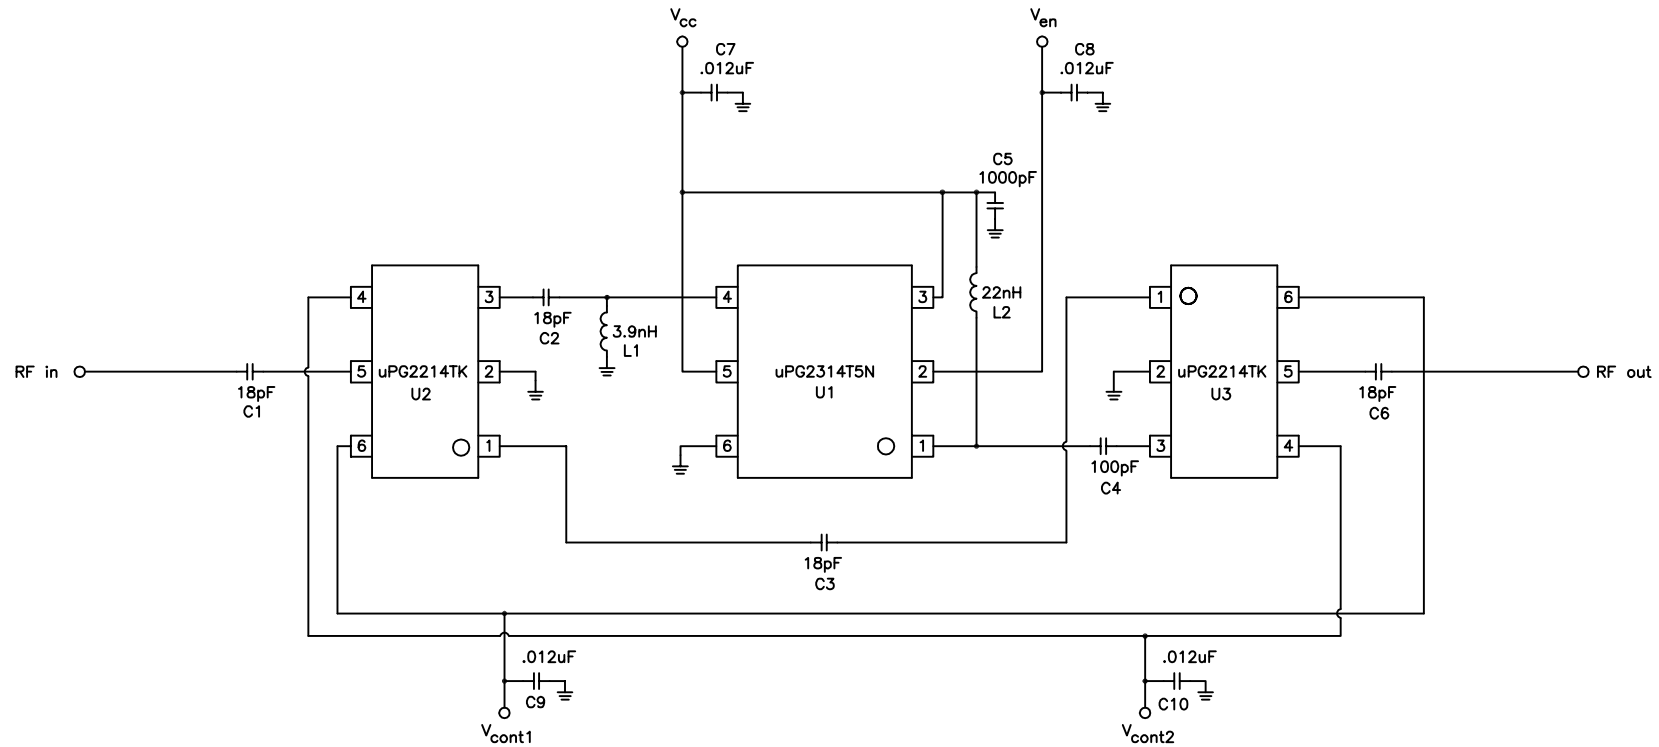 Vcc
Ven
C7
.012uF
C8
.012uF
C5
1000pF
4
3
4
3
1
6
18pF
C2
3.9nH
L1
22nH
L2
RF in
18pF
C1
5
uPG2214TK
U2
2
5
uPG2314T5N
U1
2
2
uPG2214TK
U3
5
18pF
C6
RF out
6
1
6
1
3
4
100pF
C4
18pF
C3
.012uF
C9
Vcont1
.012uF
C10
Vcont2